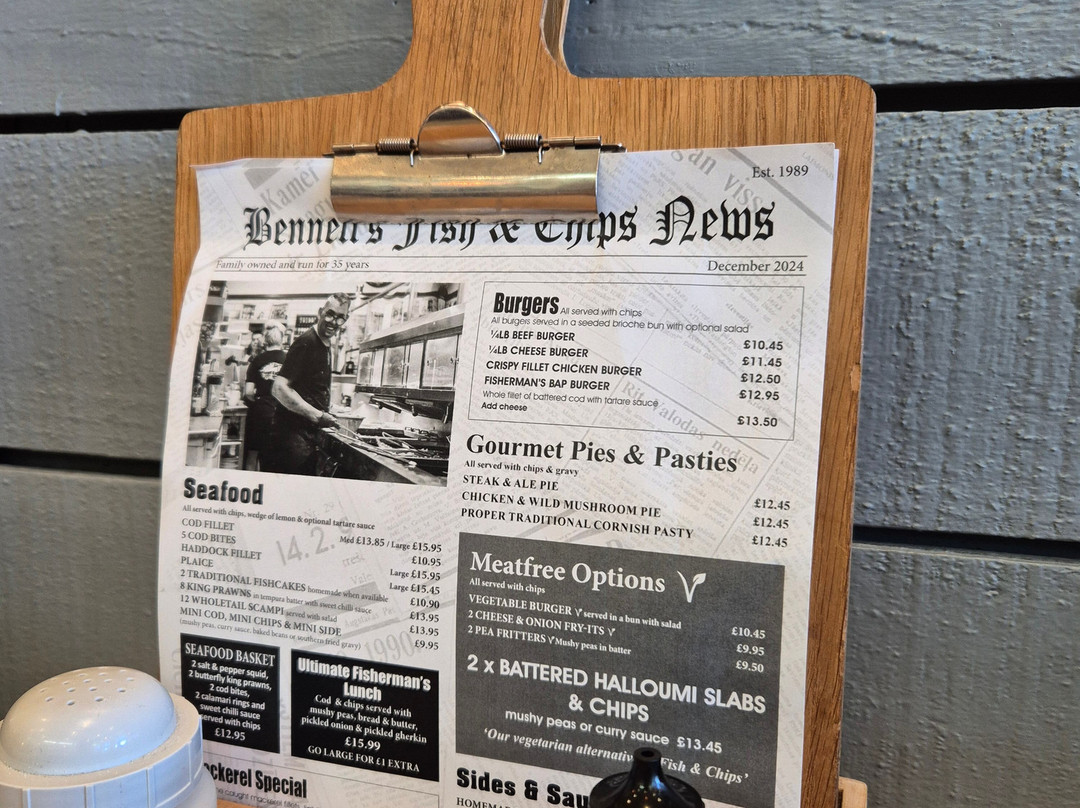 Est. 1989
Bennett's Fish & Chips News
Family owned and run for 35 years
December 2024
Burgers All served with chips
All burgers served in a seeded brioche bun with optional salad
¼LB BEEF BURGER £10.45
¼LB CHEESE BURGER £11.45
CRISPY FILLET CHICKEN BURGER £12.50
FISHERMAN'S BAP BURGER £12.95
Whole fillet of battered cod with tartare sauce
Add cheese £13.50
Gourmet Pies & Pasties
All served with chips & gravy
STEAK & ALE PIE £12.45
CHICKEN & WILD MUSHROOM PIE £12.45
PROPER TRADITIONAL CORNISH PASTY £12.45
Seafood
All served with chips, wedge of lemon & optional tartare sauce
COD FILLET Med £13.85 / Large £15.95
5 COD BITES £10.95
HADDOCK FILLET Large £15.95
PLAICE Large £15.45
2 TRADITIONAL FISHCAKES homemade when available £10.90
8 KING PRAWNS in tempura batter with sweet chilli sauce £13.95
12 WHOLETAIL SCAMPI served with salad £13.95
MINI COD, MINI CHIPS & MINI SIDE £9.95
(mushy peas, curry sauce, baked beans or southern fried gravy)
SEAFOOD BASKET
2 salt & pepper squid,
2 butterfly king prawns,
2 cod bites,
2 calamari rings and
sweet chilli sauce
served with chips
£12.95
Ultimate Fisherman's
Lunch
Cod & chips served with
mushy peas, bread & butter,
pickled onion & pickled gherkin
£15.99
GO LARGE FOR £1 EXTRA
Meatfree Options
All served with chips
VEGETABLE BURGER served in a bun with salad £10.45
2 CHEESE & ONION FRY-ITS £9.95
2 PEA FRITTERS Mushy peas in batter £9.50
2 x BATTERED HALLOUMI SLABS
& CHIPS
mushy peas or curry sauce £13.45
'Our vegetarian Fish & Chips'
ckerel Special
Sides & Sau
HOMEMA
14.2.
1990
Kamer
gan viss
Rit Valodas nedela